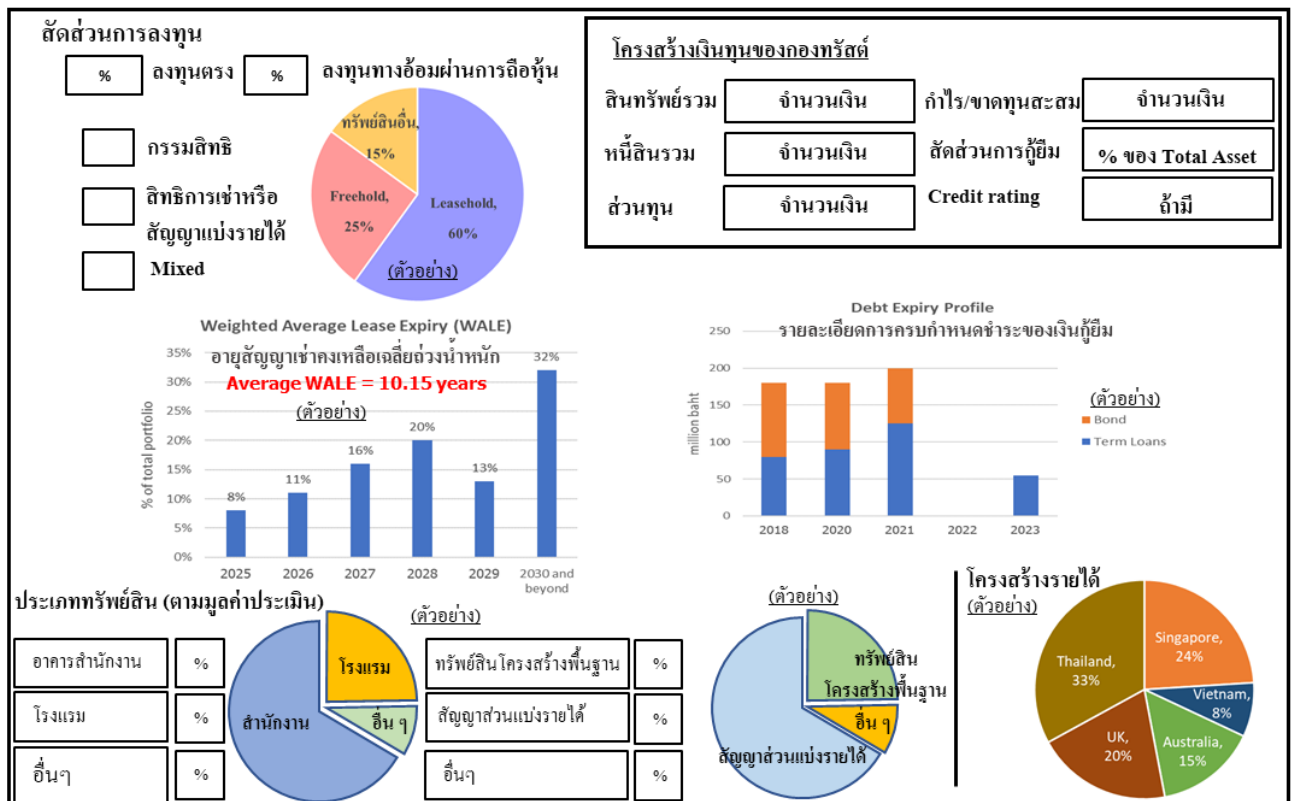 สัดส่วนการลงทุน
% ลงทุนตรง % ลงทุนทางอ้อมผ่านการถือหุ้น
กรรมสิทธิ
สิทธิการเช่าหรือ
สัญญาแบ่งรายได้
Mixed
ทรัพย์สินอื่น,
15%
Freehold,
25%
Leasehold,
60%
(ตัวอย่าง)
โครงสร้างเงินทุนของกองทรัสต์
สินทรัพย์รวม จำนวนเงิน กำไร/ขาดทุนสะสม จำนวนเงิน
หนี้สินรวม จำนวนเงิน สัดส่วนการกู้ยืม % ของ Total Asset
ส่วนทุน จำนวนเงิน Credit rating ถ้ามี
Weighted Average Lease Expiry (WALE)
อายุสัญญาเช่าคงเหลือเฉลี่ยถ่วงน้ำหนัก
Average WALE = 10.15 years
(ตัวอย่าง)
% of total portfolio
35%
30%
25%
20%
15%
10%
5%
0%
8%
11%
16%
20%
13%
32%
2025 2026 2027 2028 2029 2030 and
beyond
Debt Expiry Profile
รายละเอียดการครบกำหนดชำระของเงินกู้ยืม
million baht
250
200
150
100
50
0
2018 2020 2021 2022 2023
(ตัวอย่าง)
Bond
Term Loans
ประเภททรัพย์สิน (ตามมูลค่าประเมิน)
(ตัวอย่าง)
อาคารสำนักงาน %
โรงแรม %
อื่นๆ %
โรงแรม
สำนักงาน
อื่น ๆ
ทรัพย์สินโครงสร้างพื้นฐาน %
สัญญาส่วนแบ่งรายได้ %
อื่นๆ %
(ตัวอย่าง)
ทรัพย์สิน
โครงสร้างพื้นฐาน
อื่น ๆ
สัญญาส่วนแบ่งรายได้
โครงสร้างรายได้
(ตัวอย่าง)
Singapore,
24%
Vietnam,
8%
Australia,
15%
UK,
20%
Thailand,
33%